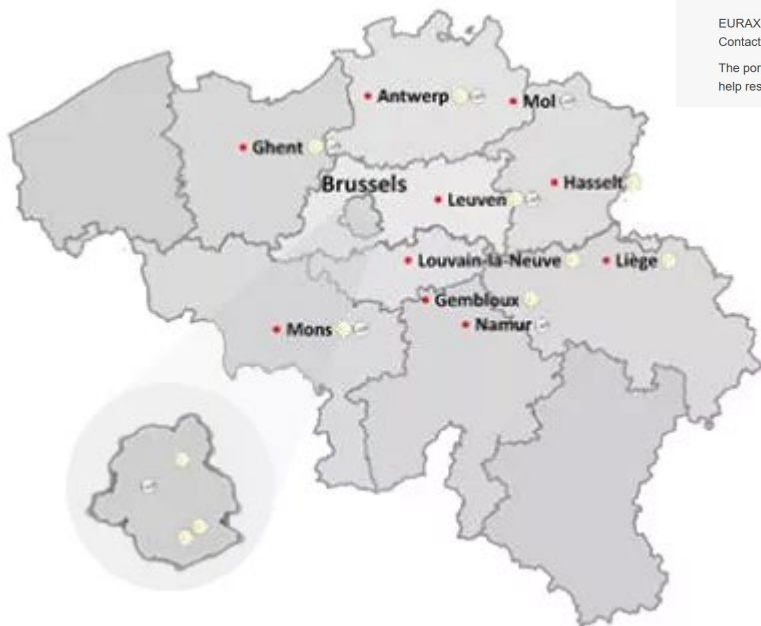 EURAX
Contact
The por
help res
Antwerp
Mol
Ghent
Brussels
Hasselt
Leuven
Louvain-la-Neuve
Liège
Gembloux
Mons
Namur